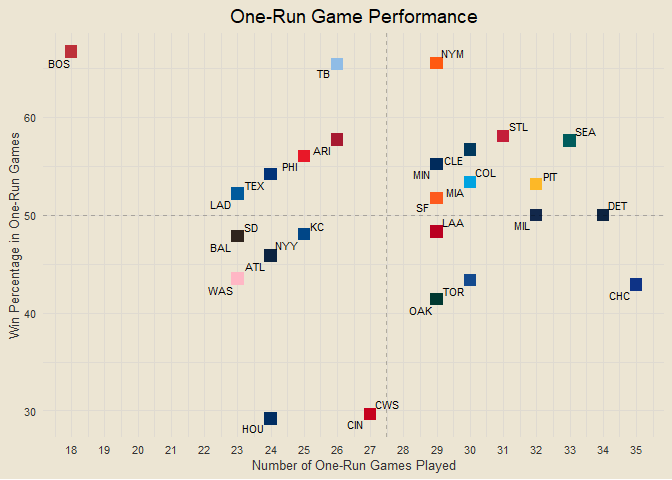 One-Run Game Performance
BOS
TB
NYM
STL
SEA
ARI
PHI
CLE
MIN
COL
PIT
TEX
LAD
MIA
SF
DET
MIL
LAA
SD
BAL
KC
NYY
ATL
WAS
TOR
OAK
CHC
CWS
CIN
HOU
60
50
40
30
Win Percentage in One-Run Games
18 19 20 21 22 23 24 25 26 27 28 29 30 31 32 33 34 35
Number of One-Run Games Played